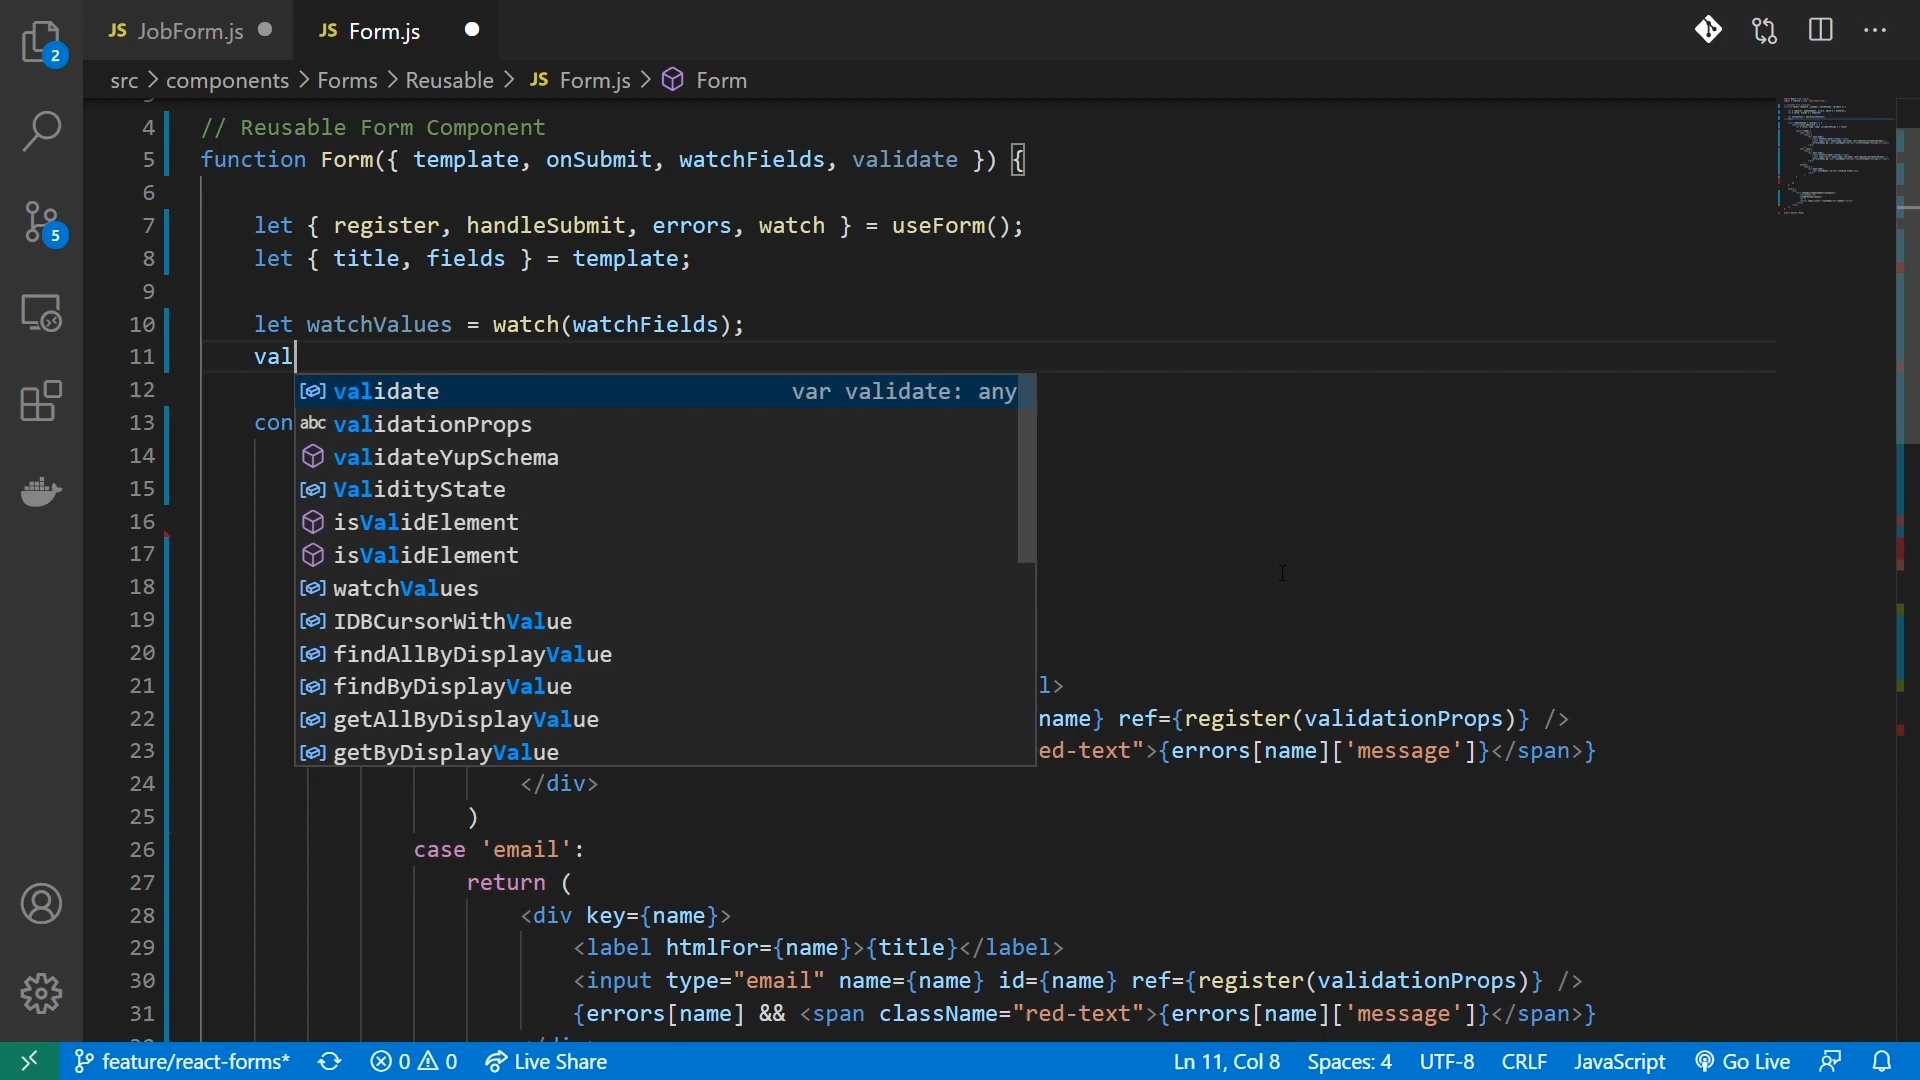 JS JobForm.js JS Form.js
2
src > components > Forms > Reusable > JS Form.js > Form
4 // Reusable Form Component
5 function Form({ template, onSubmit, watchFields, validate }) {
6
7 let { register, handleSubmit, errors, watch } = useForm();
8 let { title, fields } = template;
9
10 let watchValues = watch(watchFields);
11 val
12 validate var validate: any
13 con abc validationProps
14 validateYupSchema
15 ValidityState
16 isValidElement
17 isValidElement
18 watchValues
19 IDBCursorWithValue
20 findAllByDisplayValue
21 findByDisplayValue l>
22 getAllByDisplayValue name} ref={register(validationProps)} />
23 getByDisplayValue ed-text">{errors[name]['message']}</span>}
24 </div>
25 )
26 case 'email':
27 return (
28 <div key={name}>
29 <label htmlFor={name}>{title}</label>
30 <input type="email" name={name} id={name} ref={register(validationProps)} />
31 {errors[name] && <span className="red-text">{errors[name]['message']}</span>}
5
feature/react-forms* 0 0 Live Share Ln 11, Col 8 Spaces: 4 UTF-8 CRLF JavaScript Go Live